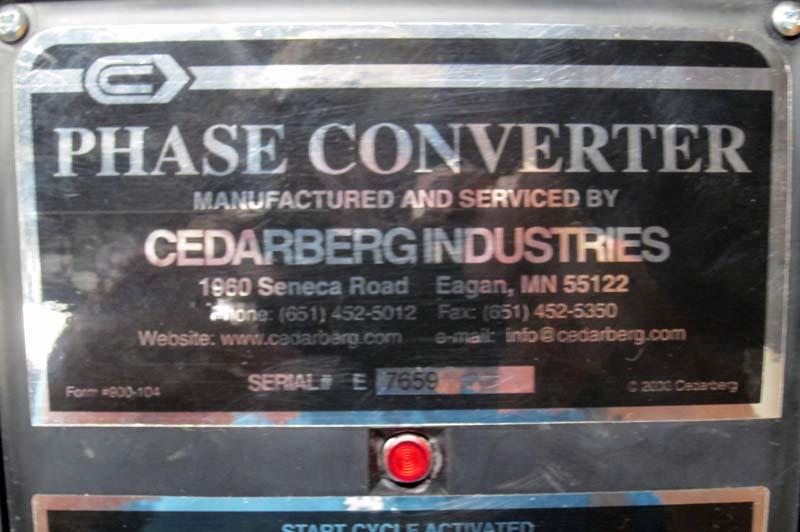 PHASE CONVERTER
MANUFACTURED AND SERVICED BY
CEDARBERG INDUSTRIES
1960 Seneca Road Eagan, MN 55122
Phone: (651) 452-5012 Fax: (651) 452-5350
Website: www.cedarberg.com e-mail: info@cedarberg.com
SERIAL# E 7659
Form #900-104 © 2000 Cedarberg
START CYCLE ACTIVATED